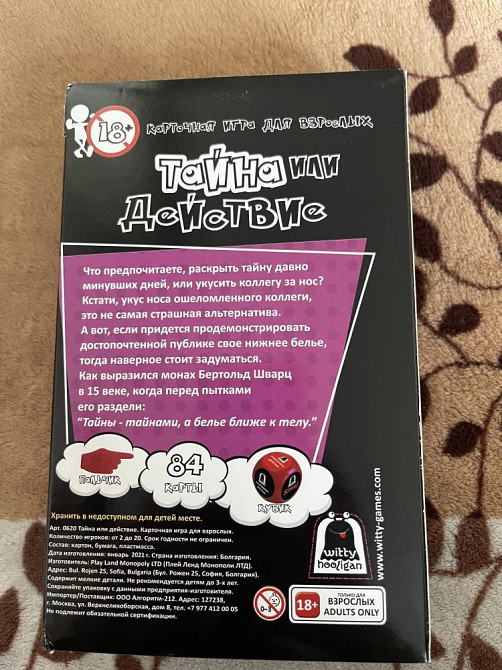 18+
КАРТОЧНАЯ ИГРА ДЛЯ ВЗРОСЛЫХ
ТАЙНА ИЛИ
ДЕЙСТВИЕ
Что предпочитаете, раскрыть тайну давно
минувших дней, или укусить коллегу за нос?
Кстати, укус носа ошеломленного коллеги,
это не самая страшная альтернатива.
А вот, если придется продемонстрировать
достопочтенной публике свое нижнее белье,
тогда наверное стоит задуматься.
Как выразился монах Бертольд Шварц
в 15 веке, когда перед пытками
его раздели:
“Тайны - тайнами, а белье ближе к телу.”
ПАЛЬЧИК
84
КАРТЫ
КУБИК
Хранить в недоступном для детей месте.
Арт. 0620 Тайна или действие. Карточная игра для взрослых.
Количество игроков: от 2 до 20. Срок годности не ограничен.
Состав: картон, бумага, пластмасса.
Дата изготовления: январь 2021 г. Страна изготовления: Болгария.
Изготовитель: Play Land Monopoly LTD (Плей Ленд Монополи ЛТД).
Адрес: Bul. Rojen 25, Sofia, Bulgaria (Бул. Рожен 25, София, Болгария).
Содержит мелкие детали. Не рекомендуется детям до 3-х лет.
Сохраняйте упаковку с данными предприятия-изготовителя.
Импортер/Поставщик: ООО Алгоритм-212. Адрес: 127238,
г. Москва, ул. Верхнелихоборская, дом 8, тел. +7 977 412 00 05
Не подлежит обязательной сертификации.
0-3
witty
hooligan
www.witty-games.com
18+
ТОЛЬКО ДЛЯ
ВЗРОСЛЫХ
ADULTS ONLY